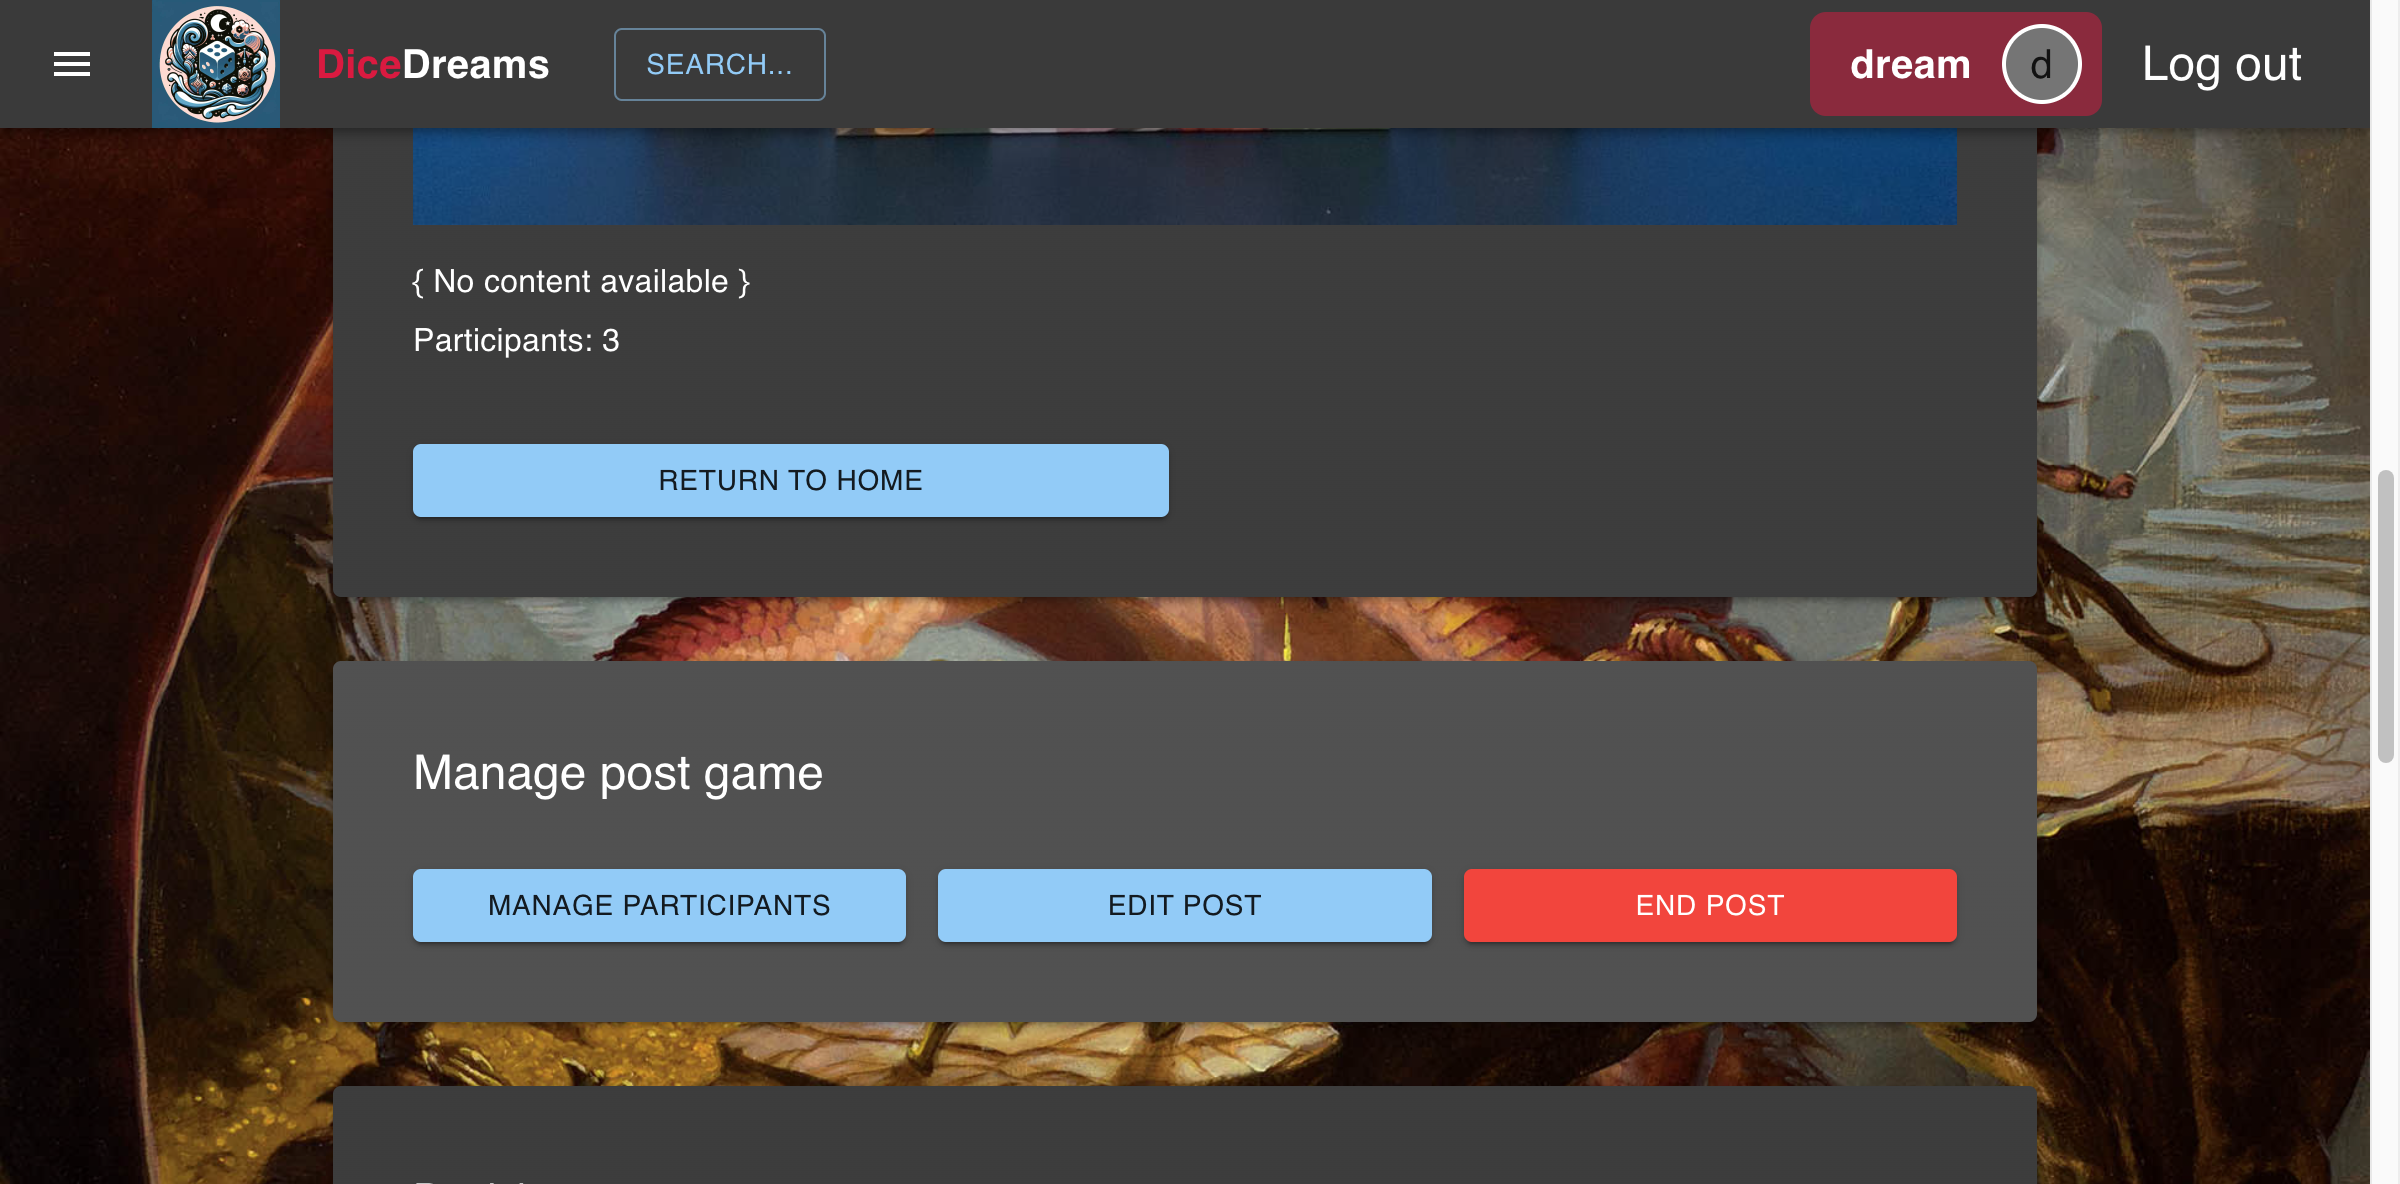 DiceDreams
SEARCH...
dream
d
Log out
{ No content available }
Participants: 3
RETURN TO HOME
Manage post game
MANAGE PARTICIPANTS
EDIT POST
END POST